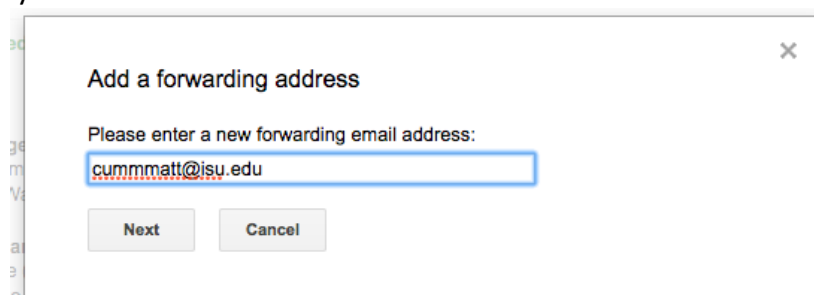 Add a forwarding address
Please enter a new forwarding email address:
cummmatt@isu.edu
Next Cancel